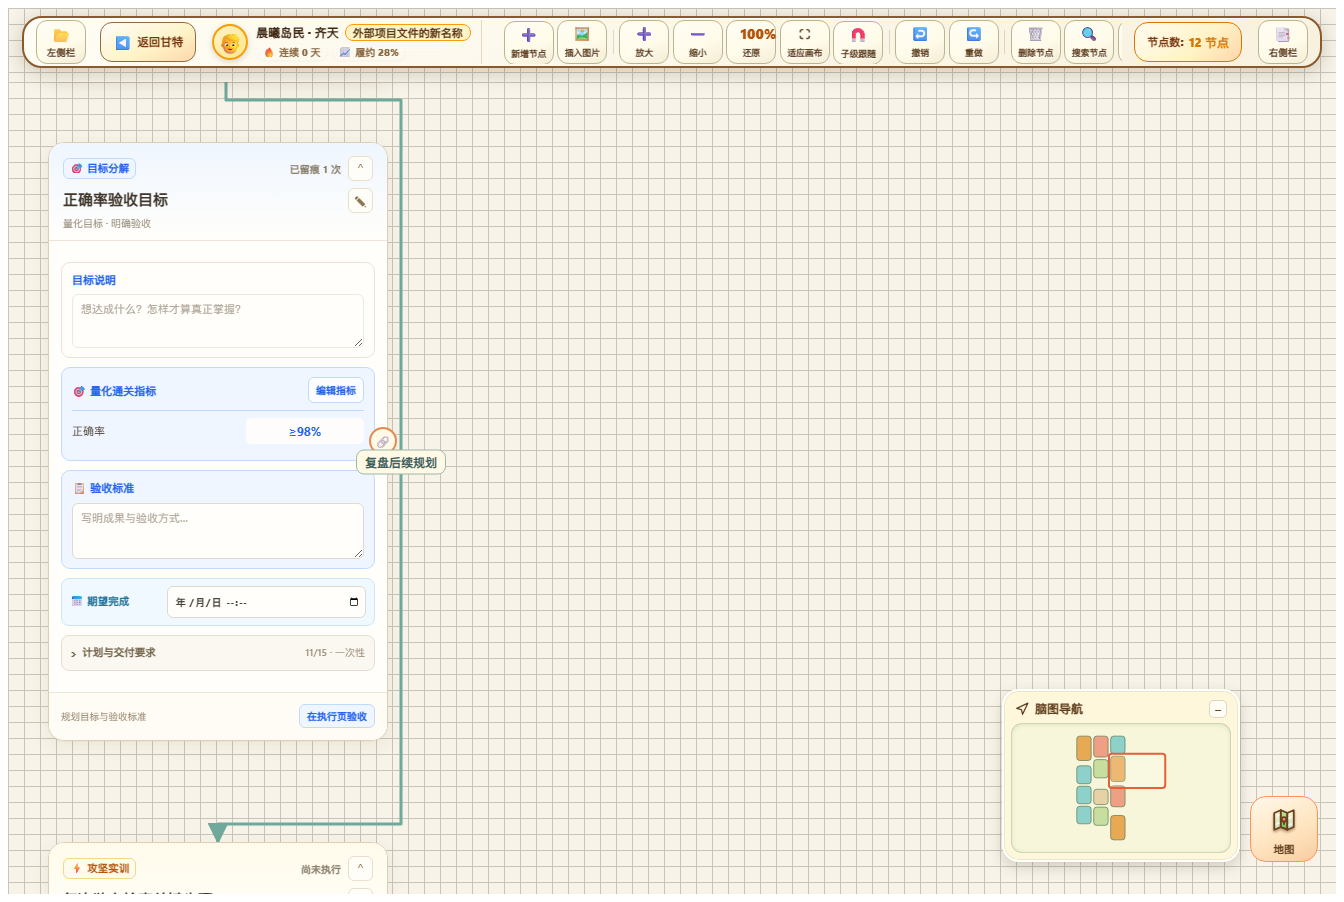 左侧栏
返回甘特
晨曦岛民 · 齐天 外部项目文件的新名称
连续 0 天 履约 28%
新增节点
插入图片
放大
缩小
100%
还原
适应画布
子级跟随
撤销
重做
删除节点
搜索节点
节点数: 12 节点
右侧栏
目标分解 已留痕 1 次 ^
正确率验收目标
量化目标 · 明确验收
目标说明
想达成什么？怎样才算真正掌握?
量化通关指标 编辑指标
正确率 ≥98%
复盘后续规划
验收标准
写明成果与验收方式...
期望完成 年 /月/日 --:--
› 计划与交付要求 11/15 · 一次性
规划目标与验收标准 在执行页验收
攻坚实训 尚未执行 ^
脑图导航 –
地图